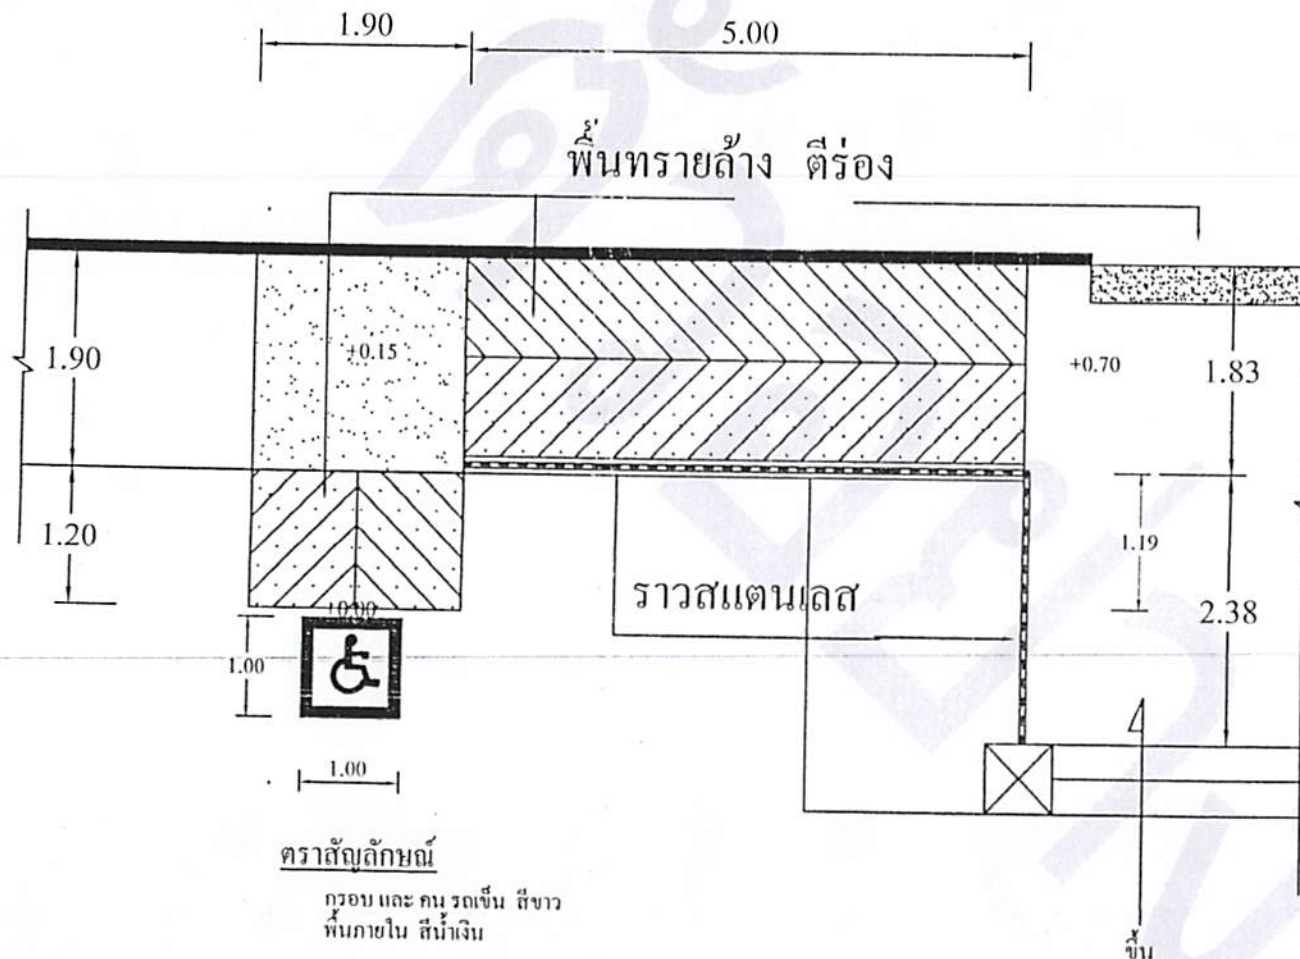 1.90
5.00
พื้นทรายล้าง ตีร่อง
1.90
+0.15
+0.70
1.83
1.20
1.19
ราวสแตนเลส
2.38
+0.00
1.00
1.00
ตราสัญลักษณ์
กรอบ และ คน รถเข็น สีขาว
พื้นภายใน สีน้ำเงิน
ขึ้น